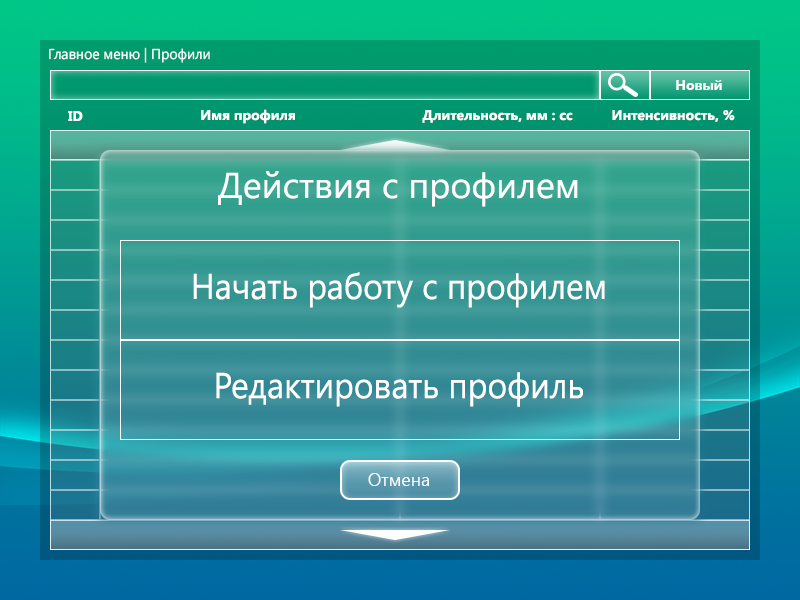 Главное меню | Профили
Новый
ID Имя профиля Длительность, мм : сс Интенсивность, %
Действия с профилем
Начать работу с профилем
Редактировать профиль
Отмена